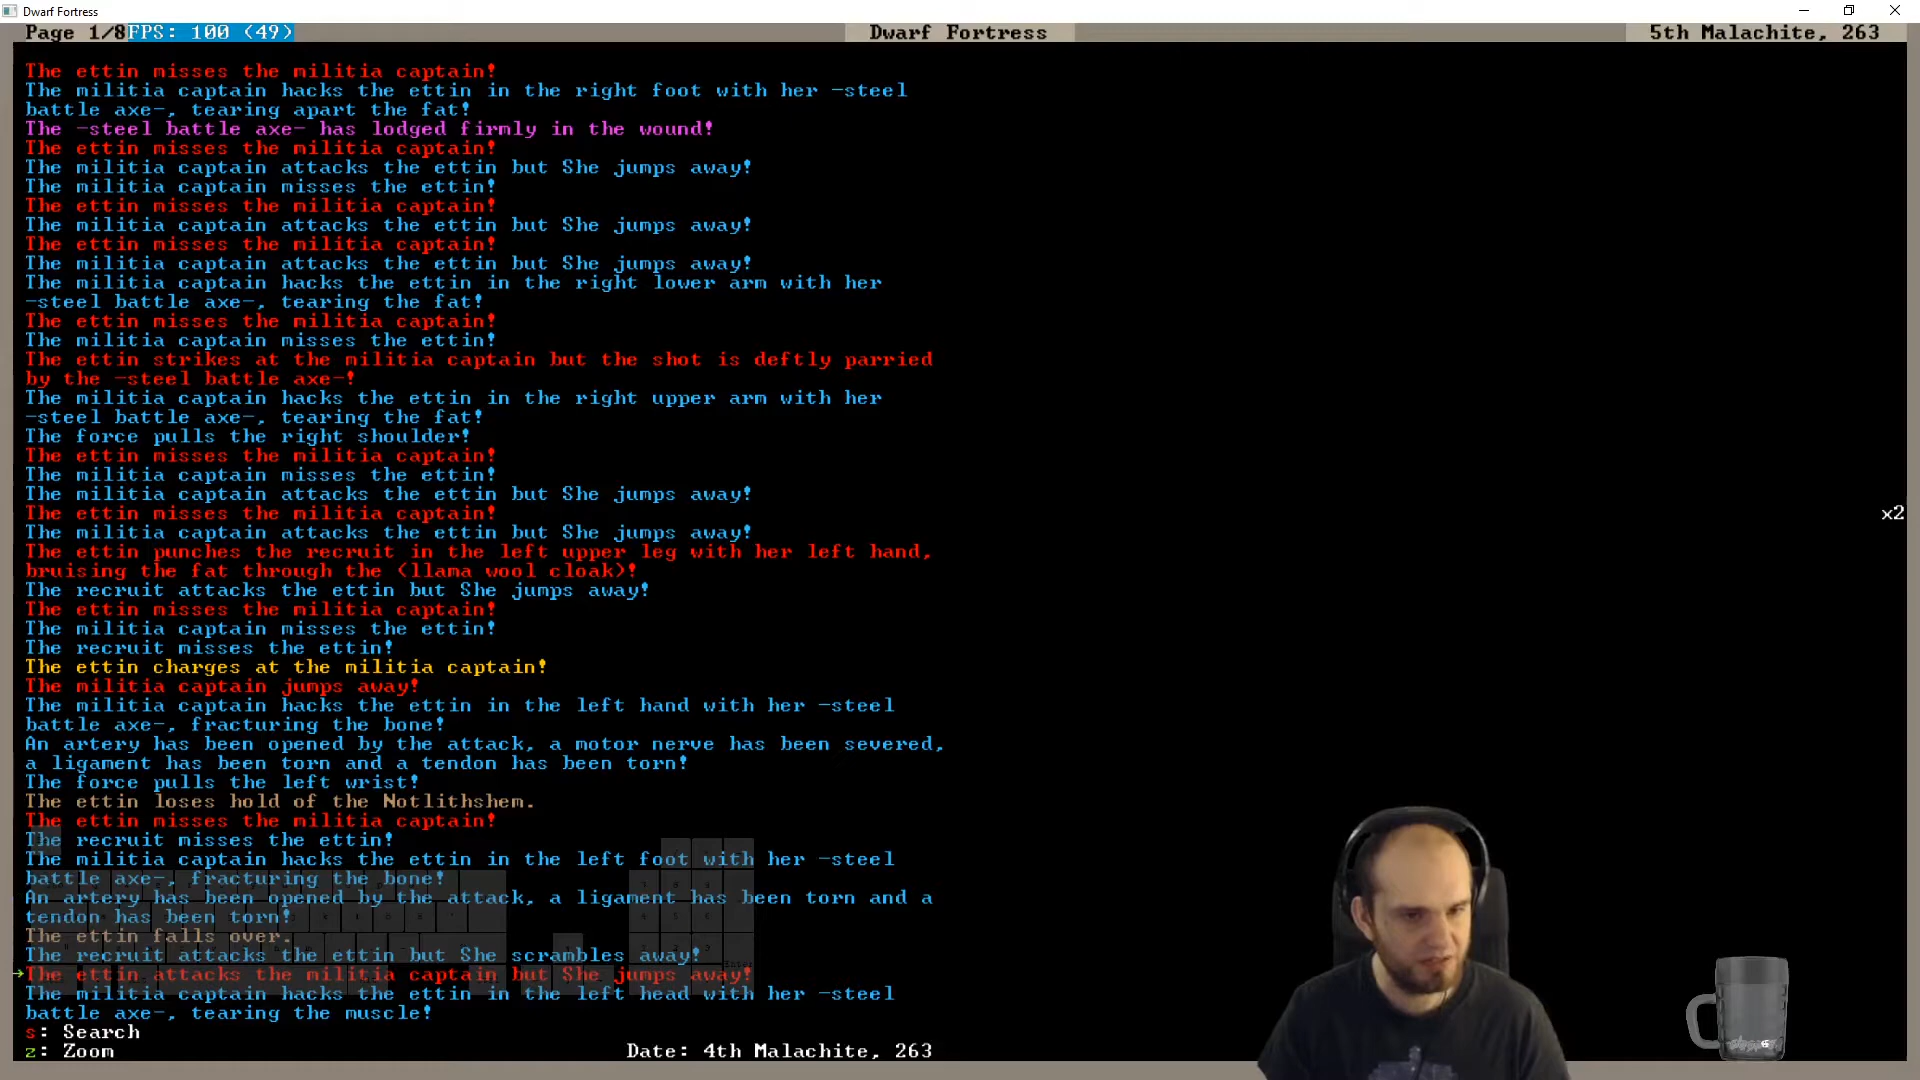 Dwarf Fortress
Page 1/8 FPS: 100 (49) Dwarf Fortress 5th Malachite, 263
The ettin misses the militia captain!
The militia captain hacks the ettin in the right foot with her -steel
battle axe-, tearing apart the fat!
The -steel battle axe- has lodged firmly in the wound!
The ettin misses the militia captain!
The militia captain attacks the ettin but She jumps away!
The militia captain misses the ettin!
The ettin misses the militia captain!
The militia captain attacks the ettin but She jumps away!
The ettin misses the militia captain!
The militia captain attacks the ettin but She jumps away!
The militia captain hacks the ettin in the right lower arm with her
-steel battle axe-, tearing the fat!
The ettin misses the militia captain!
The militia captain misses the ettin!
The ettin strikes at the militia captain but the shot is deftly parried
by the -steel battle axe-!
The militia captain hacks the ettin in the right upper arm with her
-steel battle axe-, tearing the fat!
The force pulls the right shoulder!
The ettin misses the militia captain!
The militia captain misses the ettin!
The militia captain attacks the ettin but She jumps away!
The ettin misses the militia captain! x2
The militia captain attacks the ettin but She jumps away!
The ettin punches the recruit in the left upper leg with her left hand,
bruising the fat through the (llama wool cloak)!
The recruit attacks the ettin but She jumps away!
The ettin misses the militia captain!
The militia captain misses the ettin!
The recruit misses the ettin!
The ettin charges at the militia captain!
The militia captain jumps away!
The militia captain hacks the ettin in the left hand with her -steel
battle axe-, fracturing the bone!
An artery has been opened by the attack, a motor nerve has been severed,
a ligament has been torn and a tendon has been torn!
The force pulls the left wrist!
The ettin loses hold of the Notlithshem.
The ettin misses the militia captain!
The recruit misses the ettin!
The militia captain hacks the ettin in the left foot with her -steel
battle axe-, fracturing the bone!
An artery has been opened by the attack, a ligament has been torn and a
tendon has been torn!
The ettin falls over.
The recruit attacks the ettin but She scrambles away!
The ettin attacks the militia captain but She jumps away!
The militia captain hacks the ettin in the left head with her -steel
battle axe-, tearing the muscle!
s: Search
z: Zoom Date: 4th Malachite, 263